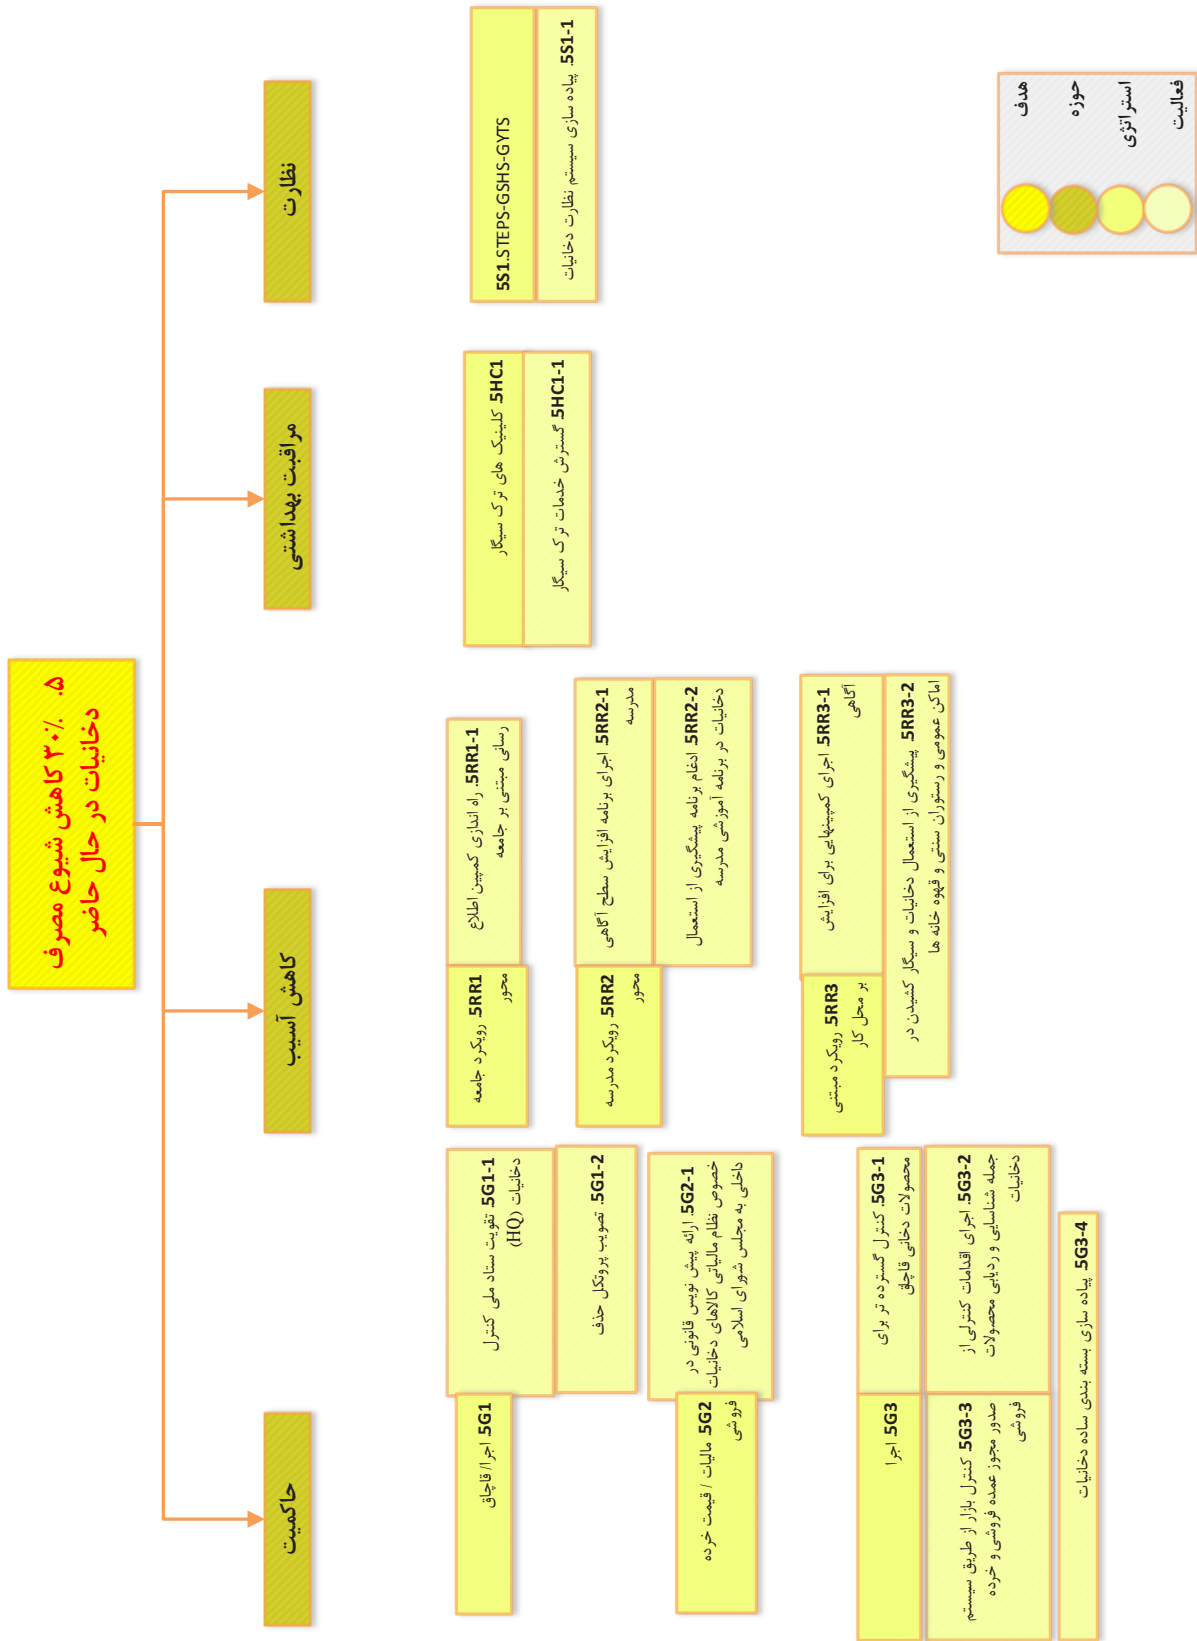 ۵. ۳۰٪ کاهش شیوع مصرف
دخانیات در حال حاضر
حاکمیت
کاهش آسیب
مراقبت بهداشتی
نظارت
5G1. اجرا/ قاچاق
5G1-1. تقویت ستاد ملی کنترل
دخانیات (HQ)
5G1-2. تصویب پروتکل حذف
5G2. مالیات / قیمت خرده
فروشی
5G2-1. ارائه پیش نویس قانونی در
خصوص نظام مالیاتی کالاهای دخانیات
داخلی به مجلس شورای اسلامی
5G3. اجرا
5G3-1. کنترل گسترده تر برای
محصولات دخانی قاچاق
5G3-2. اجرای اقدامات کنترلی از
جمله شناسایی و ردیابی محصولات
دخانیات
5G3-3. کنترل بازار از طریق سیستم
صدور مجوز عمده فروشی و خرده
فروشی
5G3-4. پیاده سازی بسته بندی ساده دخانیات
5RR1. رویکرد جامعه
محور
5RR1-1. راه اندازی کمپین اطلاع
رسانی مبتنی بر جامعه
5RR2. رویکرد مدرسه
محور
5RR2-1. اجرای برنامه افزایش سطح آگاهی
مدرسه
5RR2-2. ادغام برنامه پیشگیری از استعمال
دخانیات در برنامه آموزشی مدرسه
5RR3. رویکرد مبتنی
بر محل کار
5RR3-1. اجرای کمپینهایی برای افزایش
آگاهی
5RR3-2. پیشگیری از استعمال دخانیات و سیگار کشیدن در
اماکن عمومی و رستوران سنتی و قهوه خانه ها
5HC1. کلینیک های ترک سیگار
5HC1-1. گسترش خدمات ترک سیگار
5S1.STEPS-GSHS-GYTS
5S1-1. پیاده سازی سیستم نظارت دخانیات
هدف
حوزه
استراتژی
فعالیت